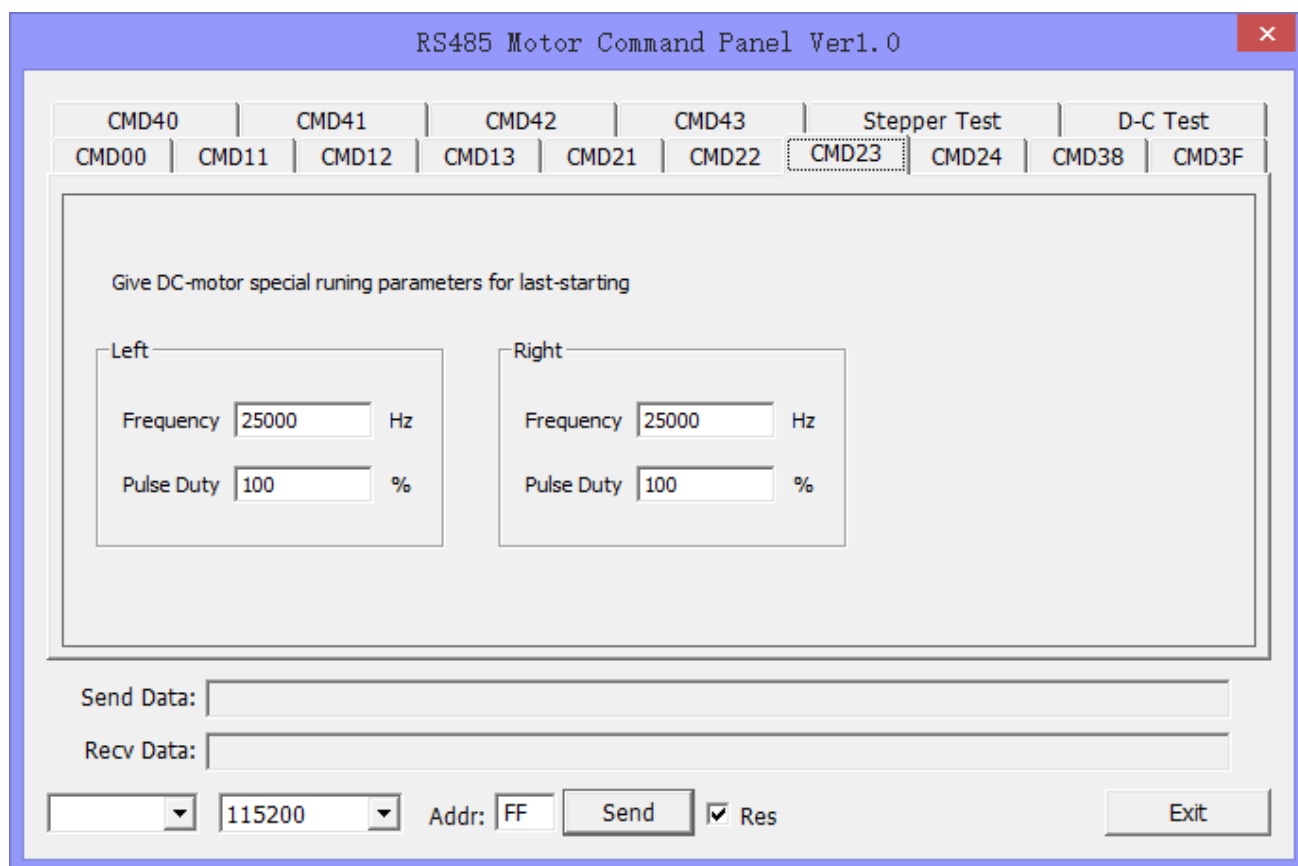 RS485 Motor Command Panel Ver1.0
CMD40 CMD41 CMD42 CMD43 Stepper Test D-C Test
CMD00 CMD11 CMD12 CMD13 CMD21 CMD22 CMD23 CMD24 CMD38 CMD3F
Give DC-motor special runing parameters for last-starting
Left Right
Frequency 25000 Hz Frequency 25000 Hz
Pulse Duty 100 % Pulse Duty 100 %
Send Data:
Recv Data:
115200 Addr: FF Send Res Exit